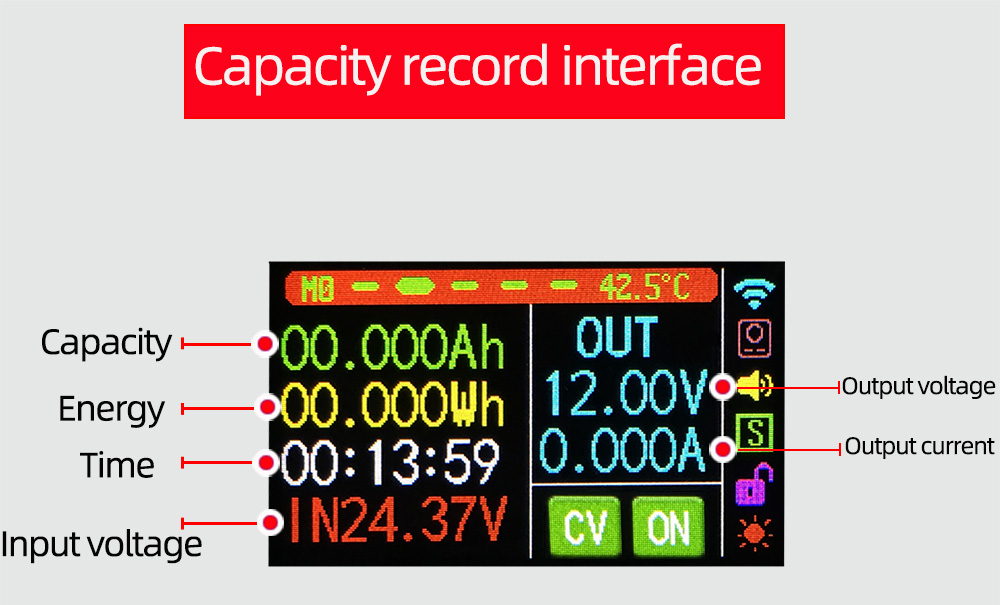 Capacity record interface
M0 42.5°C
Capacity
00.000Ah
Energy
00.000Wh
Time
00:13:59
Input voltage
IN24.37V
OUT
12.00V
Output voltage
0.000A
Output current
S
CV ON